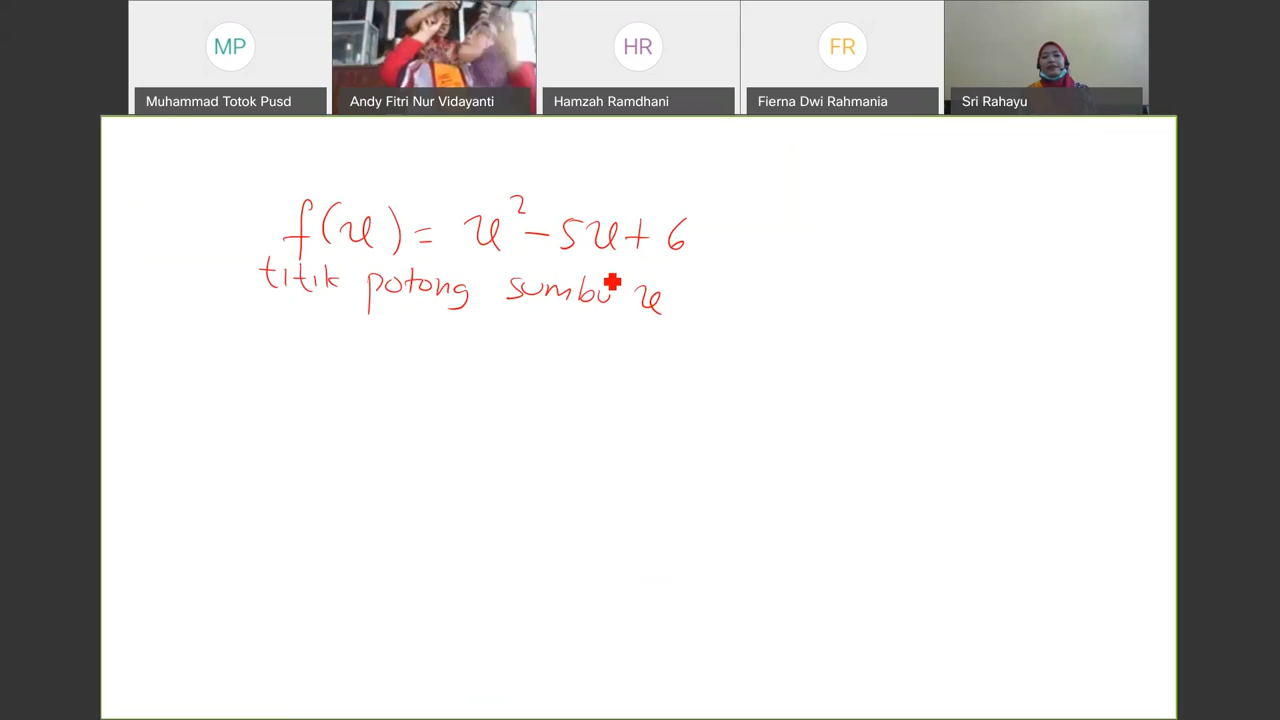 MP
HR
FR
Muhammad Totok Pusd
Andy Fitri Nur Vidayanti
Hamzah Ramdhani
Fierna Dwi Rahmania
Sri Rahayu
f(x) = x² - 5x + 6
titik potong sumbu x